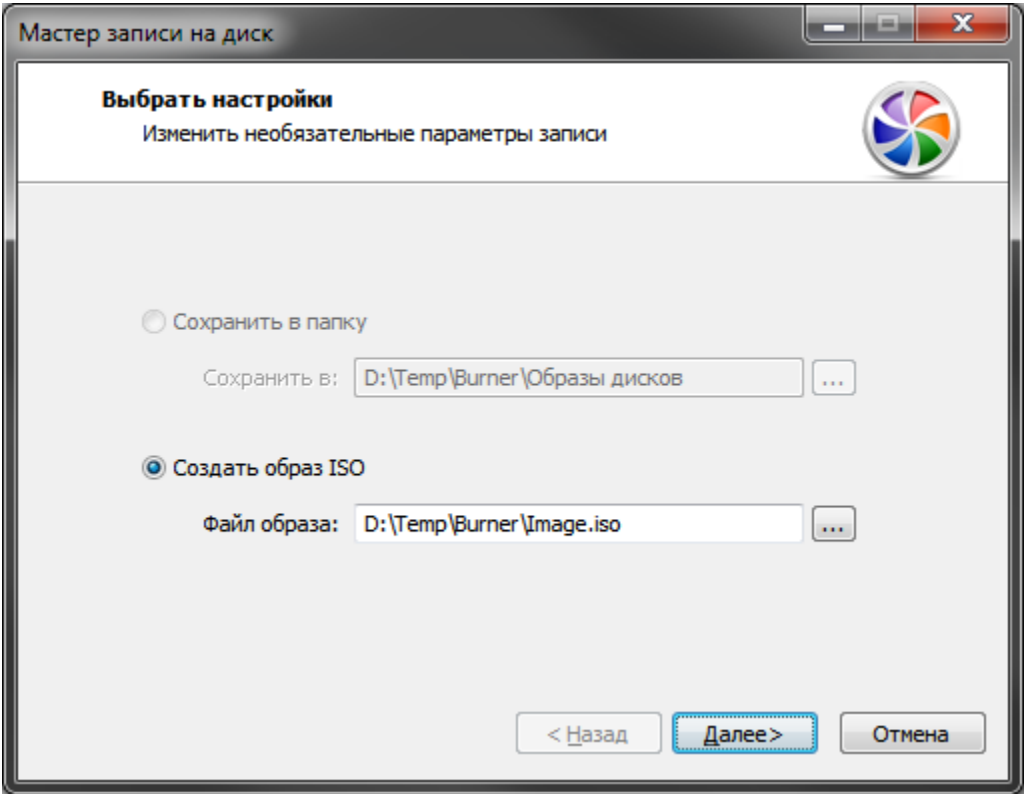 Мастер записи на диск
Выбрать настройки
Изменить необязательные параметры записи
Сохранить в папку
Сохранить в: D:\Temp\Burner\Образы дисков ...
Создать образ ISO
Файл образа: D:\Temp\Burner\Image.iso ...
< Назад Далее> Отмена